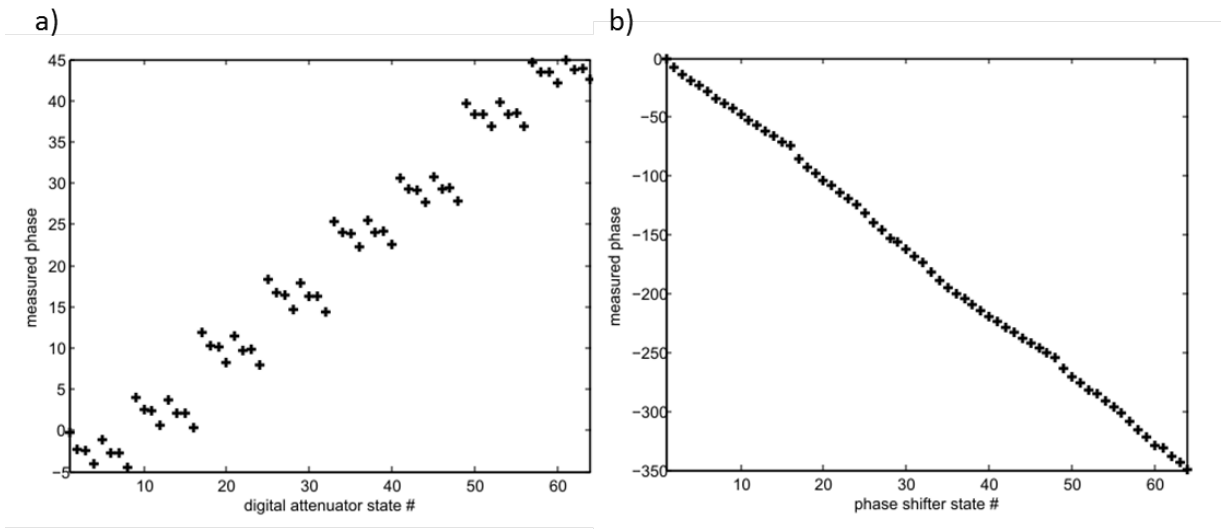 a)
45
40
35
30
25
20
15
10
5
0
−5
measured phase
10 20 30 40 50 60
digital attenuator state #
b)
0
−50
−100
−150
−200
−250
−300
−350
measured phase
10 20 30 40 50 60
phase shifter state #